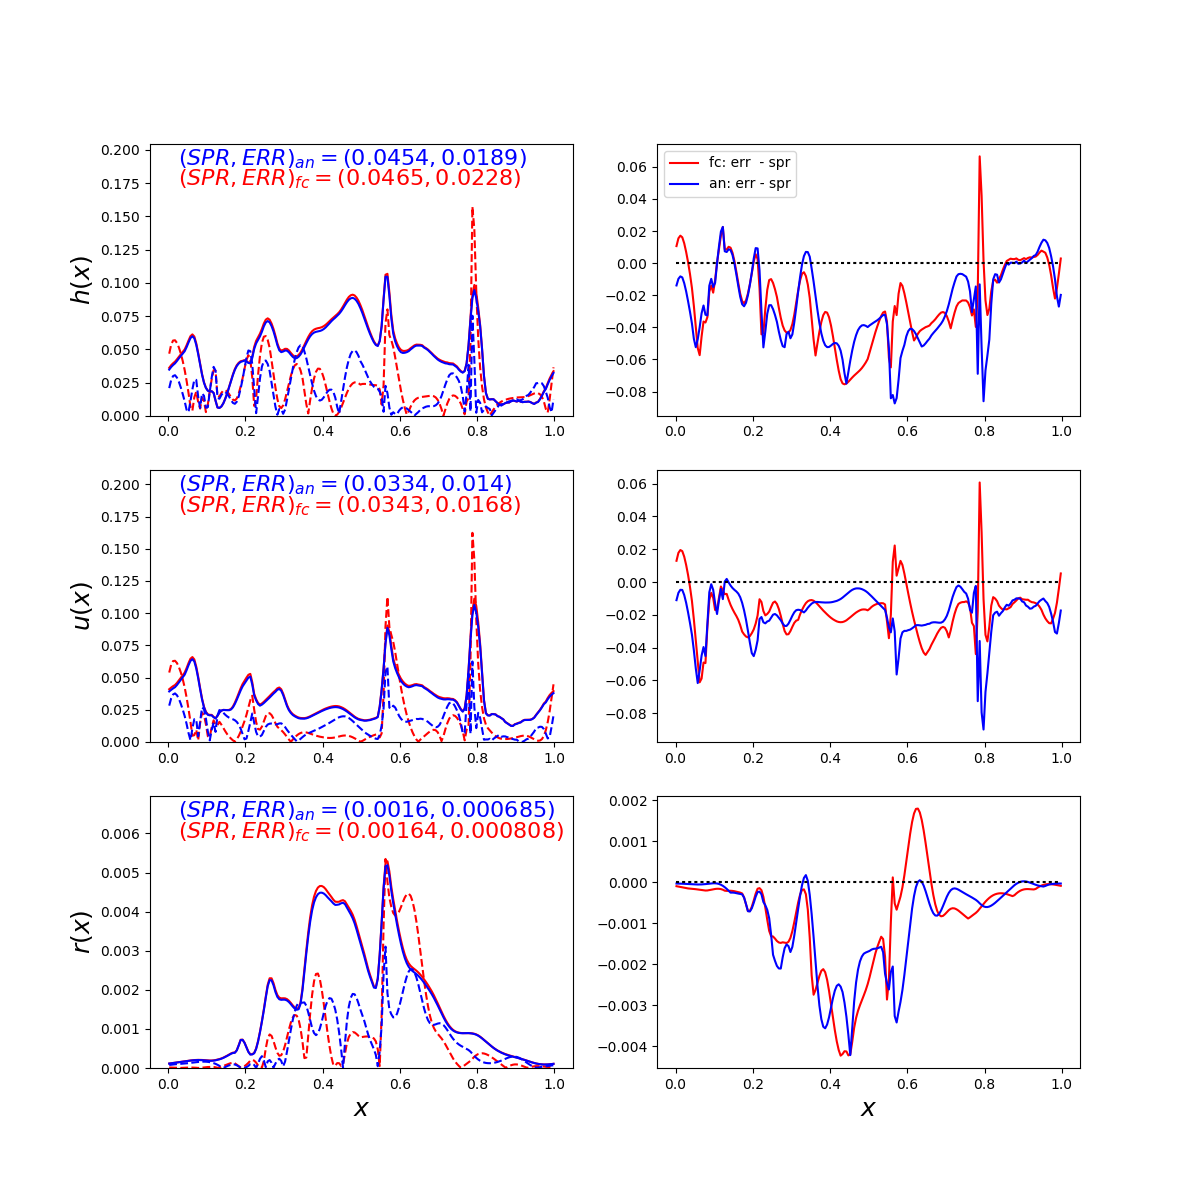 (SPR, ERR)an = (0.0454, 0.0189)
(SPR, ERR)fc = (0.0465, 0.0228)
h(x)
0.200
0.175
0.150
0.125
0.100
0.075
0.050
0.025
0.000
0.0 0.2 0.4 0.6 0.8 1.0
fc: err - spr
an: err - spr
0.06
0.04
0.02
0.00
−0.02
−0.04
−0.06
−0.08
0.0 0.2 0.4 0.6 0.8 1.0
(SPR, ERR)an = (0.0334, 0.014)
(SPR, ERR)fc = (0.0343, 0.0168)
u(x)
0.200
0.175
0.150
0.125
0.100
0.075
0.050
0.025
0.000
0.0 0.2 0.4 0.6 0.8 1.0
0.06
0.04
0.02
0.00
−0.02
−0.04
−0.06
−0.08
0.0 0.2 0.4 0.6 0.8 1.0
(SPR, ERR)an = (0.0016, 0.000685)
(SPR, ERR)fc = (0.00164, 0.000808)
r(x)
0.006
0.005
0.004
0.003
0.002
0.001
0.000
0.0 0.2 0.4 0.6 0.8 1.0
x
0.002
0.001
0.000
−0.001
−0.002
−0.003
−0.004
0.0 0.2 0.4 0.6 0.8 1.0
x